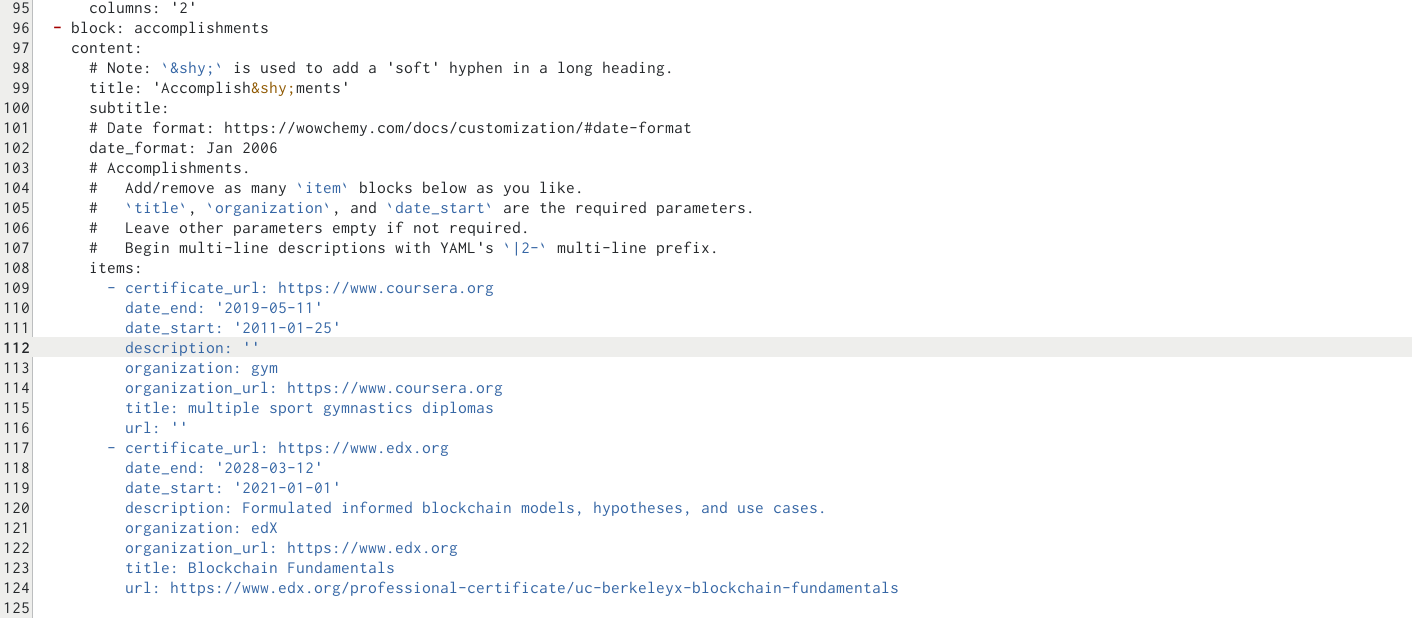 95 columns: '2'
96 - block: accomplishments
97 content:
98 # Note: `&shy;` is used to add a 'soft' hyphen in a long heading.
99 title: 'Accomplish&shy;ments'
100 subtitle:
101 # Date format: https://wowchemy.com/docs/customization/#date-format
102 date_format: Jan 2006
103 # Accomplishments.
104 #   Add/remove as many `item` blocks below as you like.
105 #   `title`, `organization`, and `date_start` are the required parameters.
106 #   Leave other parameters empty if not required.
107 #   Begin multi-line descriptions with YAML's `|2-` multi-line prefix.
108 items:
109 - certificate_url: https://www.coursera.org
110 date_end: '2019-05-11'
111 date_start: '2011-01-25'
112 description: ''
113 organization: gym
114 organization_url: https://www.coursera.org
115 title: multiple sport gymnastics diplomas
116 url: ''
117 - certificate_url: https://www.edx.org
118 date_end: '2028-03-12'
119 date_start: '2021-01-01'
120 description: Formulated informed blockchain models, hypotheses, and use cases.
121 organization: edX
122 organization_url: https://www.edx.org
123 title: Blockchain Fundamentals
124 url: https://www.edx.org/professional-certificate/uc-berkeleyx-blockchain-fundamentals
125